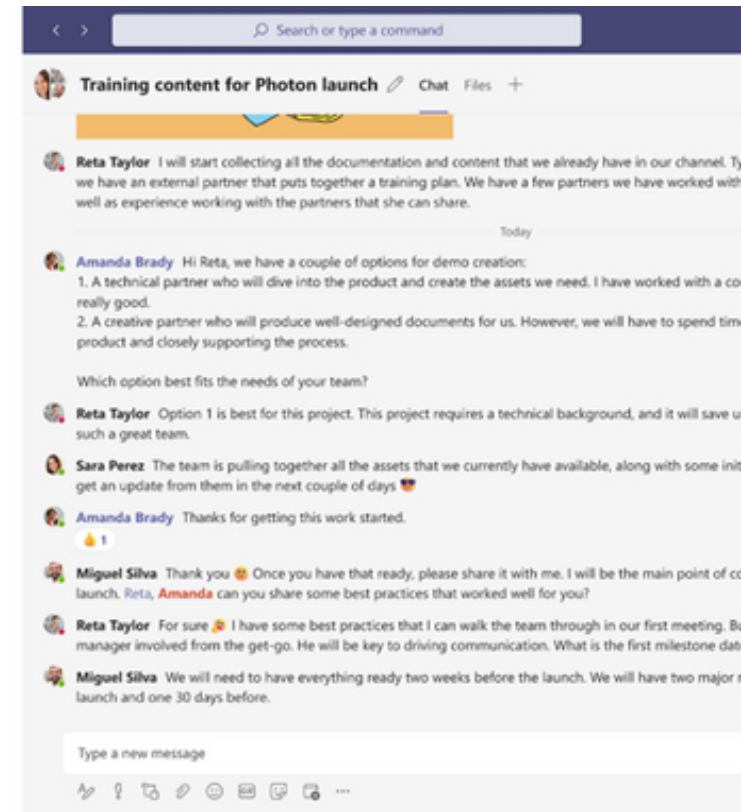 Search or type a command
Training content for Photon launch Chat Files
Reta Taylor I will start collecting all the documentation and content that we already have in our channel. Ty
we have an external partner that puts together a training plan. We have a few partners we have worked with
well as experience working with the partners that she can share.
Today
Amanda Brady Hi Reta, we have a couple of options for demo creation:
1. A technical partner who will dive into the product and create the assets we need. I have worked with a co
really good.
2. A creative partner who will produce well-designed documents for us. However, we will have to spend time
product and closely supporting the process.
Which option best fits the needs of your team?
Reta Taylor Option 1 is best for this project. This project requires a technical background, and it will save u
such a great team.
Sara Perez The team is pulling together all the assets that we currently have available, along with some init
get an update from them in the next couple of days 😎
Amanda Brady Thanks for getting this work started.
👍 1
Miguel Silva Thank you 😊 Once you have that ready, please share it with me. I will be the main point of co
launch. Reta, Amanda can you share some best practices that worked well for you?
Reta Taylor For sure 🎉 I have some best practices that I can walk the team through in our first meeting. Bu
manager involved from the get-go. He will be key to driving communication. What is the first milestone date
Miguel Silva We will need to have everything ready two weeks before the launch. We will have two major
launch and one 30 days before.
Type a new message
GIF